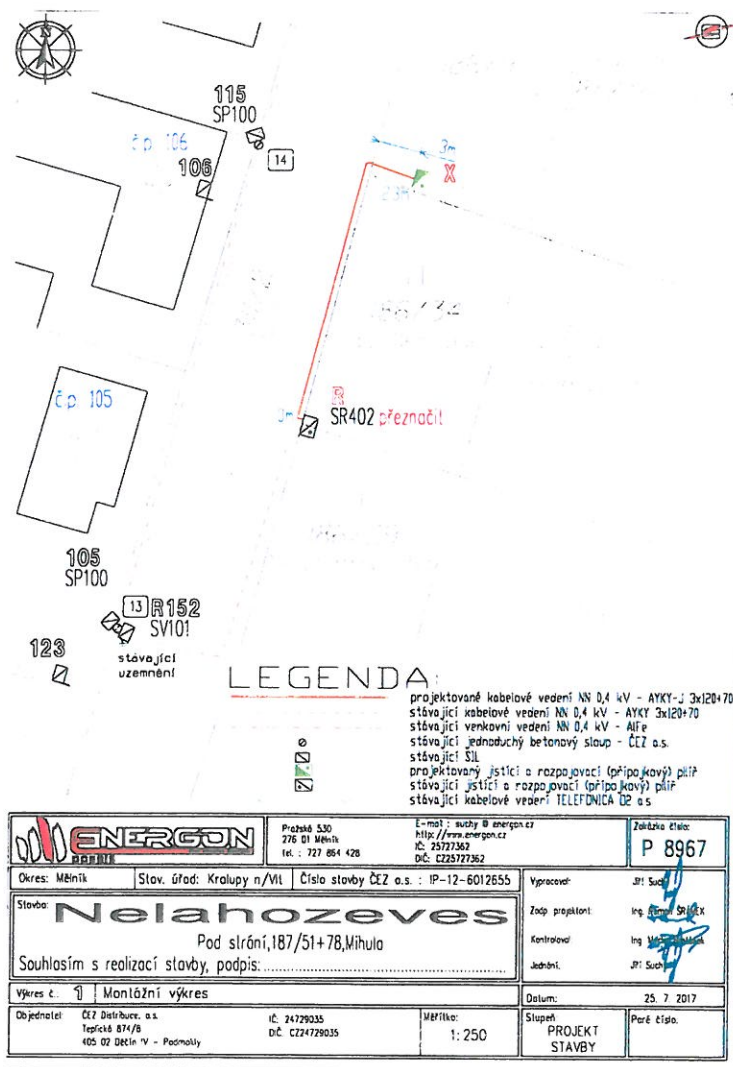 N
115
SP100
č.p. 106
106
14
3m
X
23m
186/34
č.p. 105
0m
R
SR402 přeznačit
105
SP100
13 R152
SV101
123
stávající
uzemnění
LEGENDA:
projektované kabelové vedení NN 0,4 kV - AYKY-J 3x120+70
stávající kabelové vedení NN 0,4 kV - AYKY 3x120+70
stávající venkovní vedení NN 0,4 kV - AlFe
stávající jednoduchý betonový sloup - ČEZ a.s.
stávající SIL
projektovaný jistící a rozpojovací (přípojkový) pilíř
stávající jistící a rozpojovací (přípojkový) pilíř
stávající kabelové vedení TELEFONICA O2 a.s
ENERGON
Pražská 530
276 01 Mělník
tel. : 727 864 428
E-mail : suchy @ energon.cz
http://www.energon.cz
IČ: 25727362
DIČ: CZ25727362
Zakázka číslo:
P 8967
Okres: Mělník
Stav. úřad: Kralupy n/Vlt
Číslo stavby ČEZ a.s. : IP-12-6012655
Stavba:
Nelahozeves
Pod strání,187/51+78,Mihula
Souhlasím s realizací stavby, podpis:
Vypracoval:
Jiří
Zodp projektant:
Ing.
Kontroloval
Ing
Jednání.
Jiří
Výkres č. 1 Montážní výkres
Datum: 25. 7. 2017
Objednatel:
ČEZ Distribuce, a.s.
Teplická 874/8
405 02 Děčín IV - Podmokly
IČ: 24729035
DIČ CZ24729035
Měřítko:
1: 250
Stupeň
PROJEKT
STAVBY
Paré číslo.